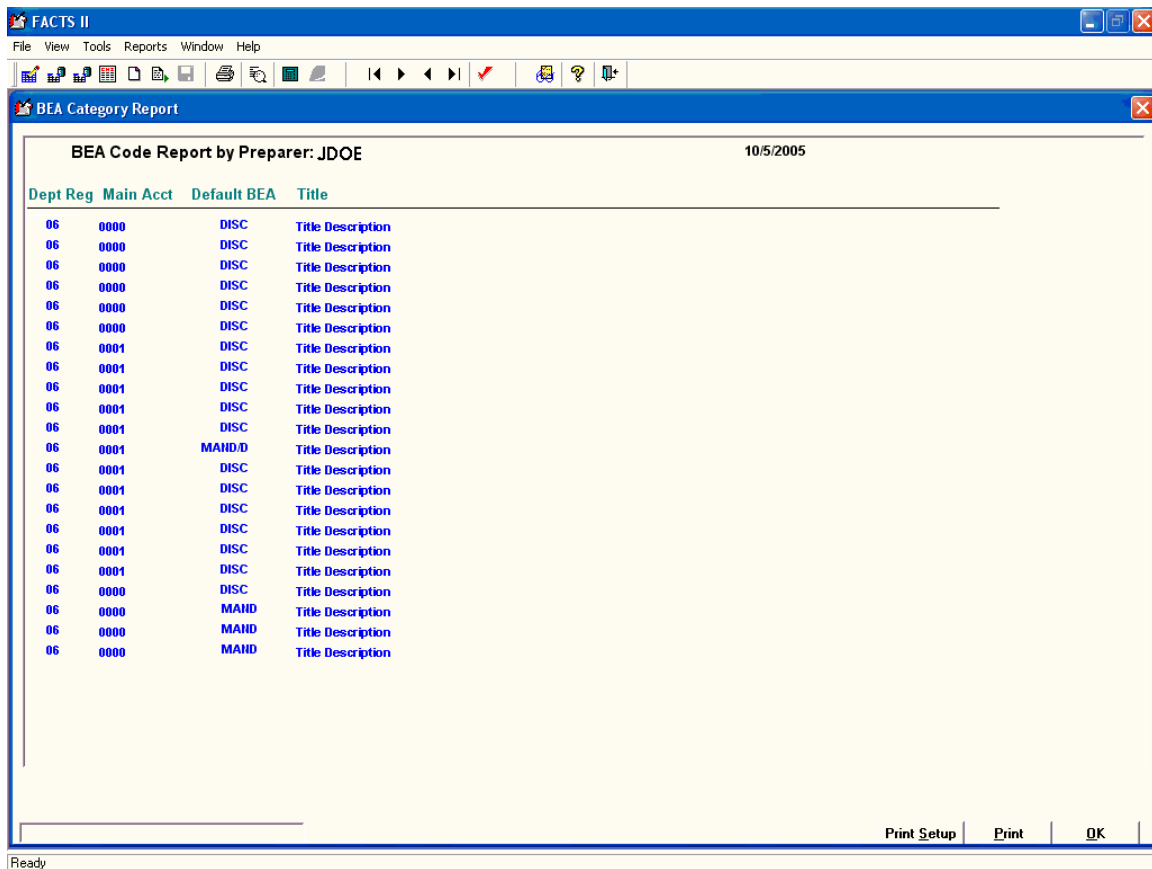 FACTS II
File View Tools Reports Window Help
BEA Category Report
BEA Code Report by Preparer: JDOE 10/5/2005
Dept Reg Main Acct Default BEA Title
06 0000 DISC Title Description
06 0000 DISC Title Description
06 0000 DISC Title Description
06 0000 DISC Title Description
06 0000 DISC Title Description
06 0000 DISC Title Description
06 0001 DISC Title Description
06 0001 DISC Title Description
06 0001 DISC Title Description
06 0001 DISC Title Description
06 0001 DISC Title Description
06 0001 MAND/D Title Description
06 0001 DISC Title Description
06 0001 DISC Title Description
06 0001 DISC Title Description
06 0001 DISC Title Description
06 0001 DISC Title Description
06 0001 DISC Title Description
06 0000 DISC Title Description
06 0000 MAND Title Description
06 0000 MAND Title Description
06 0000 MAND Title Description
Print Setup Print OK
Ready